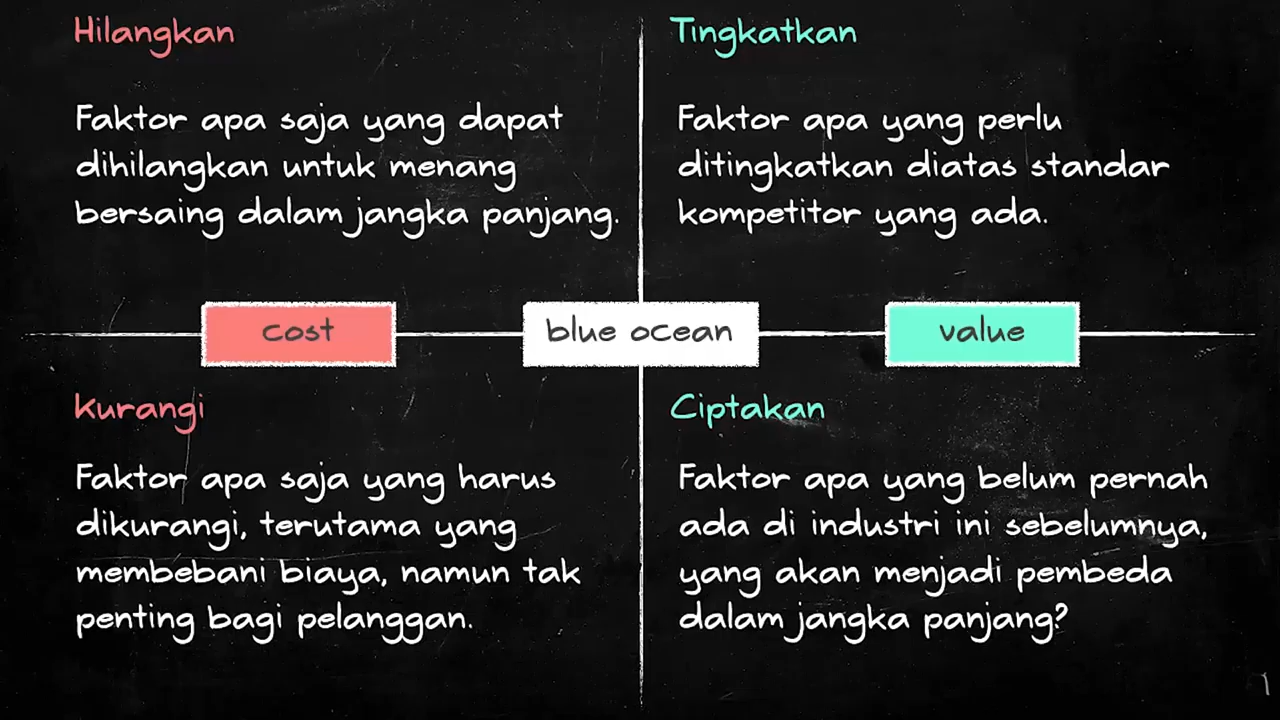 Hilangkan
Faktor apa saja yang dapat
dihilangkan untuk menang
bersaing dalam jangka panjang.
Tingkatkan
Faktor apa yang perlu
ditingkatkan diatas standar
kompetitor yang ada.
cost
blue ocean
value
Kurangi
Faktor apa saja yang harus
dikurangi, terutama yang
membebani biaya, namun tak
penting bagi pelanggan.
Ciptakan
Faktor apa yang belum pernah
ada di industri ini sebelumnya,
yang akan menjadi pembeda
dalam jangka panjang?
1